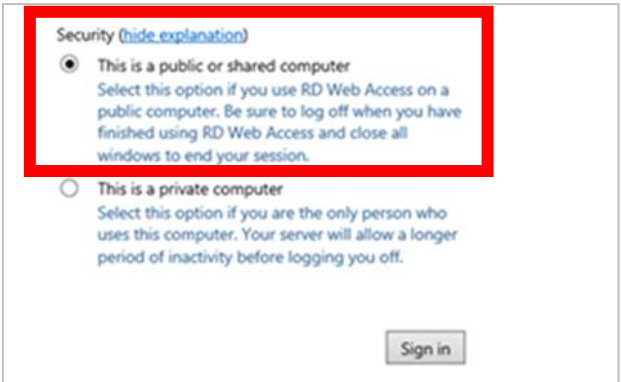 Security (hide explanation)
This is a public or shared computer
Select this option if you use RD Web Access on a
public computer. Be sure to log off when you have
finished using RD Web Access and close all
windows to end your session.
This is a private computer
Select this option if you are the only person who
uses this computer. Your server will allow a longer
period of inactivity before logging you off.
Sign in